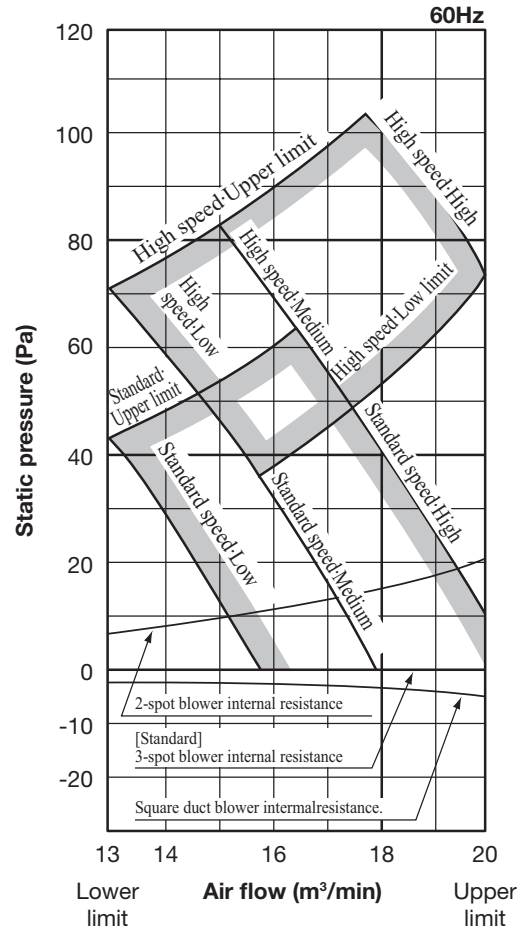 60Hz
120
100
80
60
40
20
0
-10
-20
Static pressure (Pa)
High speed·Upper limit
High speed·High
High
speed·Low
High speed·Medium
High speed·Low limit
Standard·
Upper limit
Standard speed·Low
Standard speed·Medium
Standard speed·High
2-spot blower internal resistance
[Standard]
3-spot blower internal resistance
Square duct blower intermalresistance.
13 14 16 18 20
Lower
limit
Air flow (m³/min)
Upper
limit